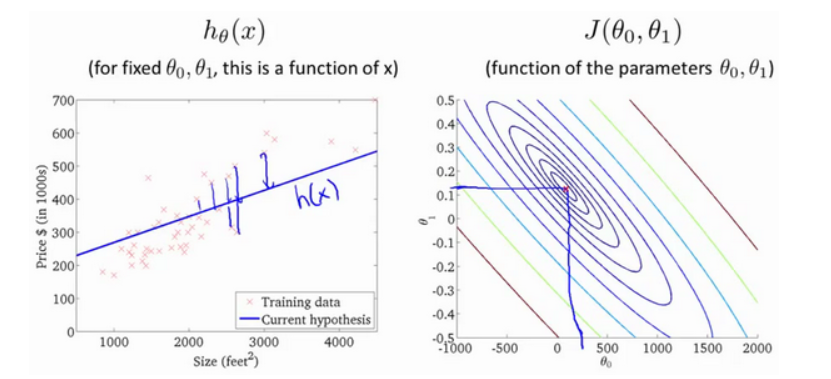 hθ(x)
(for fixed θ0, θ1, this is a function of x)
700
600
500
400
300
200
100
0
Price $ (in 1000s)
1000
2000
3000
4000
Size (feet²)
h(x)
Training data
Current hypothesis
J(θ0, θ1)
(function of the parameters θ0, θ1)
0.5
0.4
0.3
0.2
0.1
0
-0.1
-0.2
-0.3
-0.4
-0.5
θ1
-1000
-500
0
500
1000
1500
2000
θ0